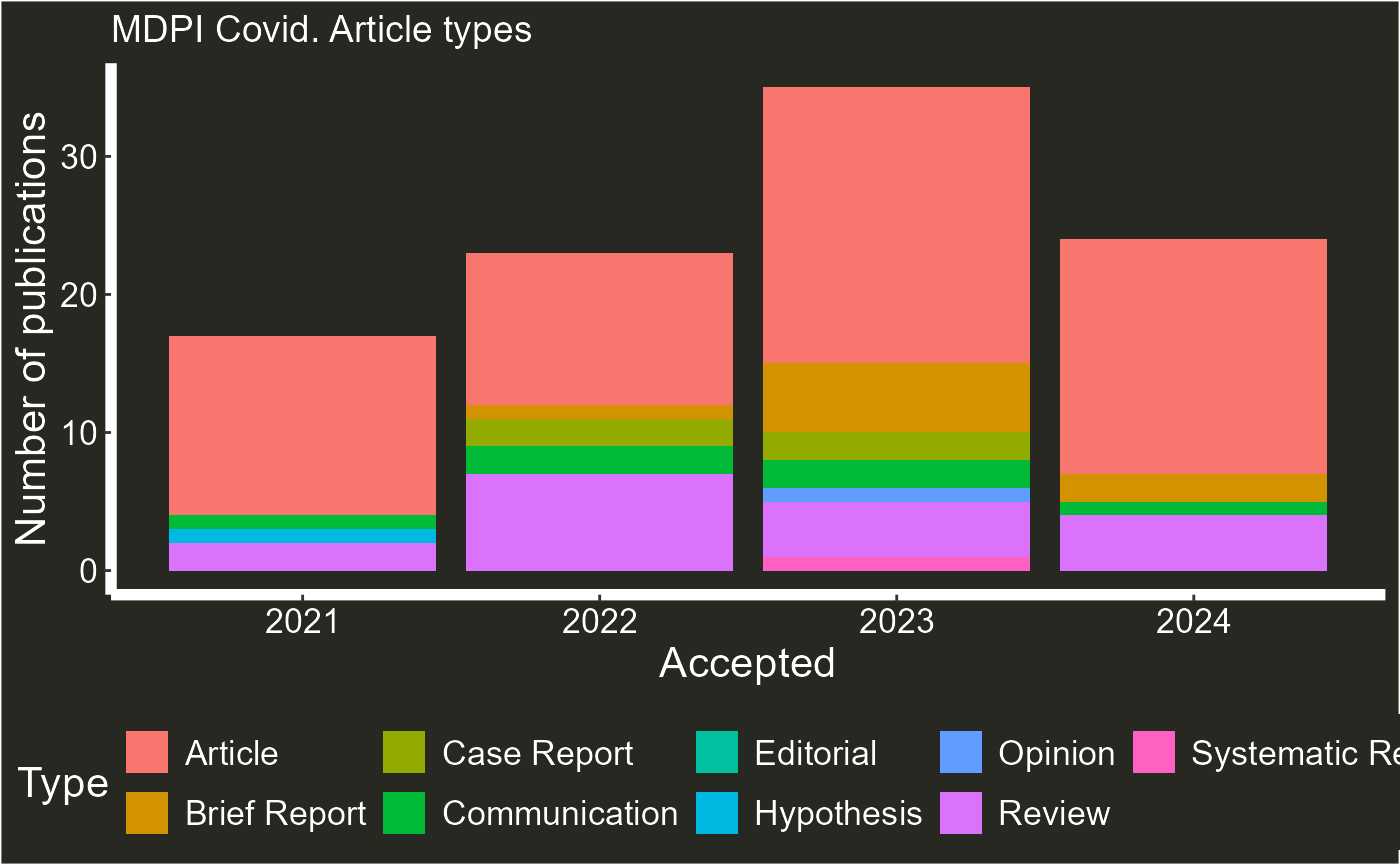 MDPI Covid. Article types
Number of publications
30
20
10
0
2021 2022 2023 2024
Accepted
Type
Article Case Report Editorial Opinion Systematic Re
Brief Report Communication Hypothesis Review